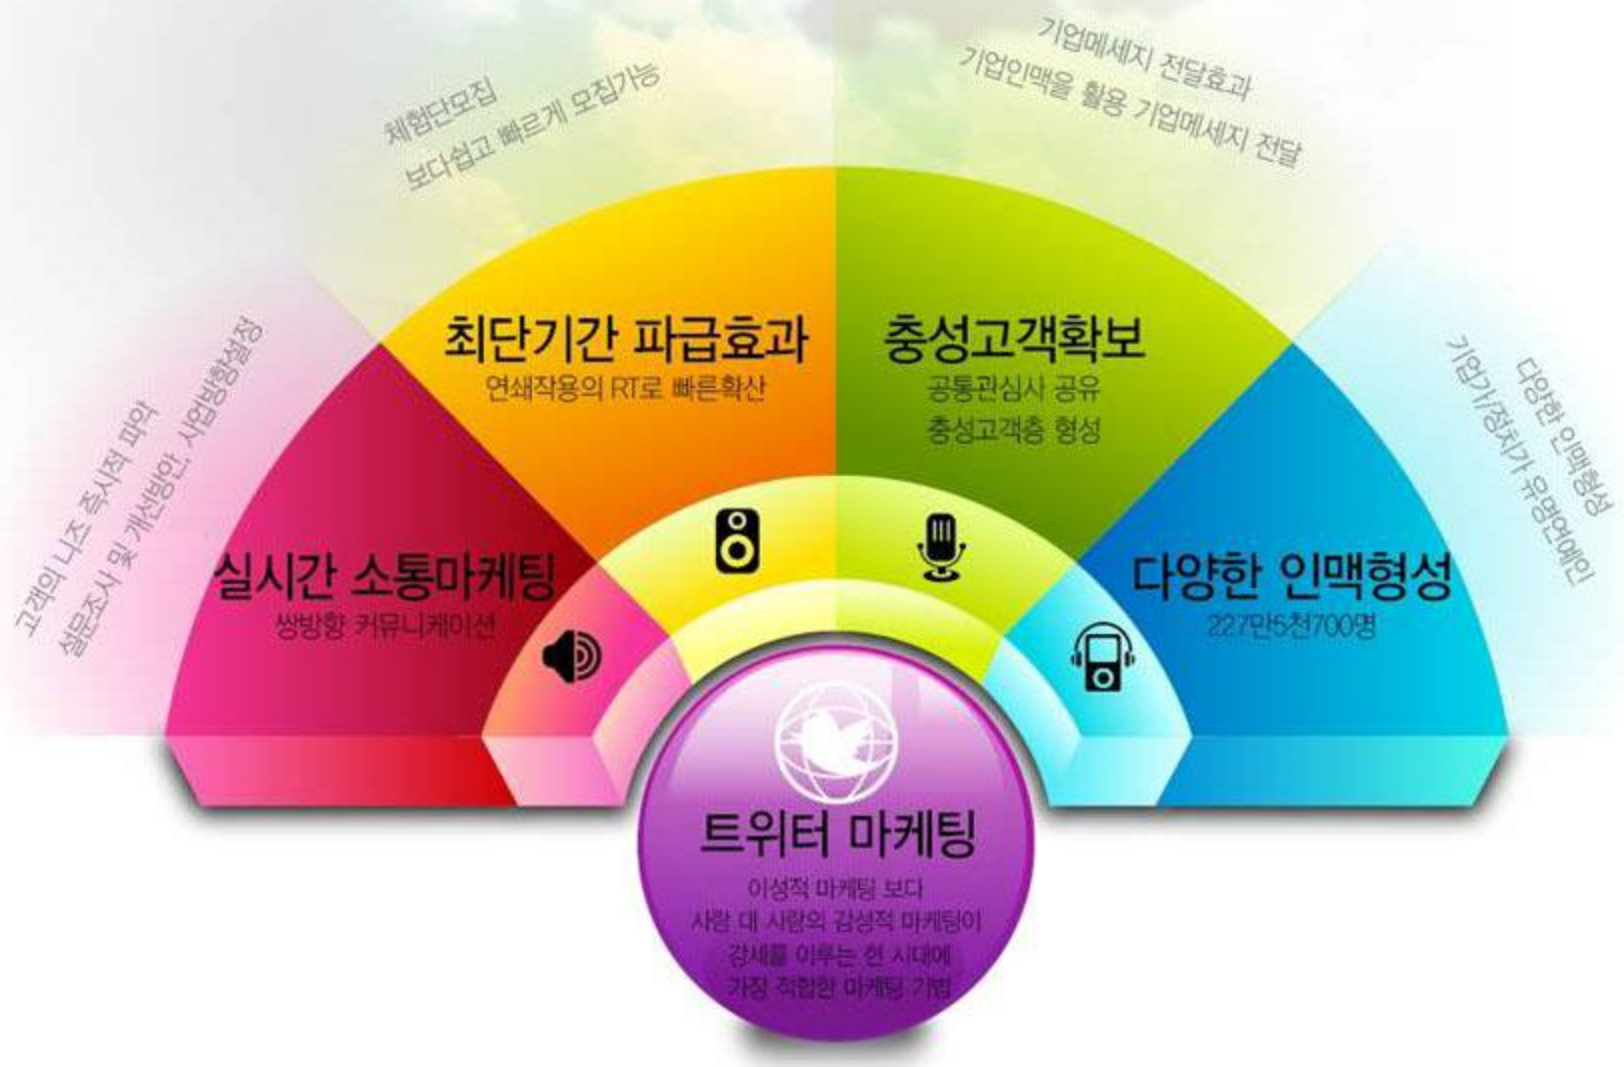 체험단모집
보다쉽고 빠르게 모집가능
기업메세지 전달효과
기업인맥을 활용 기업메세지 전달
고객의 니즈 즉시적 파악
설문조사 및 개선방안, 사업방향설정
다양한 인맥형성
기업가/정치가 유명연예인
최단기간 파급효과
연쇄작용의 RT로 빠른확산
충성고객확보
공통관심사 공유
충성고객층 형성
실시간 소통마케팅
쌍방향 커뮤니케이션
다양한 인맥형성
227만5천700명
트위터 마케팅
이성적 마케팅 보다
사람 대 사람의 감성적 마케팅이
강세를 이루는 현 시대에
가장 적합한 마케팅 기법